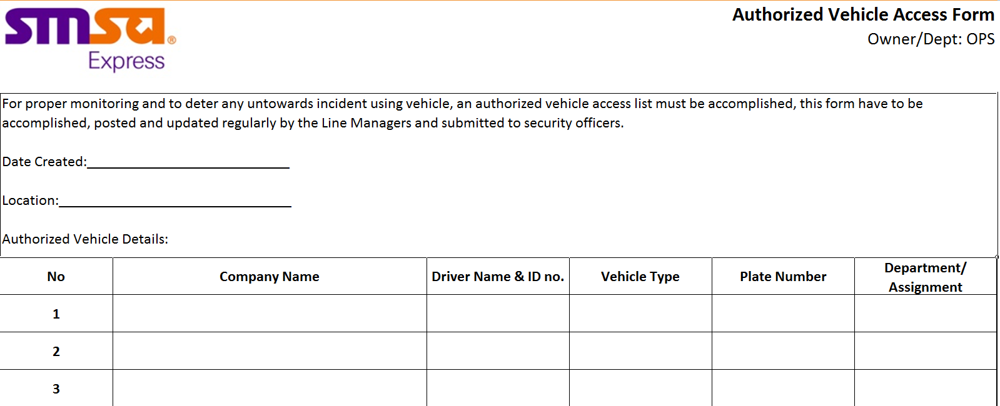 smsa®
Express
Authorized Vehicle Access Form
Owner/Dept: OPS
For proper monitoring and to deter any untowards incident using vehicle, an authorized vehicle access list must be accomplished, this form have to be
accomplished, posted and updated regularly by the Line Managers and submitted to security officers.
Date Created:
Location:
Authorized Vehicle Details:
No Company Name Driver Name & ID no. Vehicle Type Plate Number Department/
Assignment
1
2
3